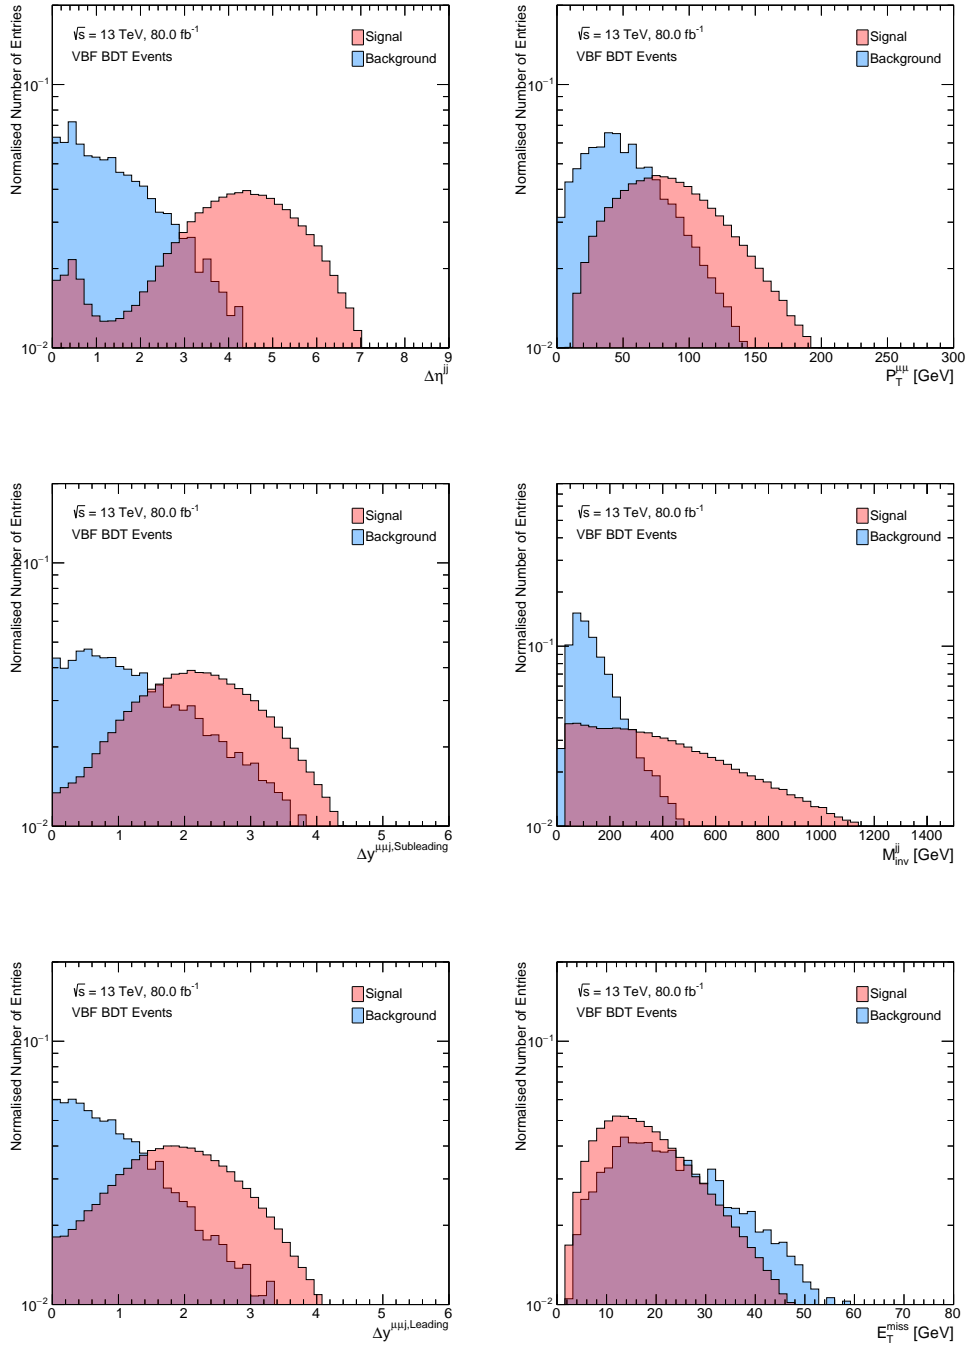 Normalised Number of Entries
√s = 13 TeV, 80.0 fb⁻¹
VBF BDT Events
Signal
Background
10⁻¹
10⁻²
0 1 2 3 4 5 6 7 8 9
Δη^jj
Normalised Number of Entries
√s = 13 TeV, 80.0 fb⁻¹
VBF BDT Events
Signal
Background
10⁻¹
10⁻²
0 50 100 150 200 250 300
P_T^μμ [GeV]
Normalised Number of Entries
√s = 13 TeV, 80.0 fb⁻¹
VBF BDT Events
Signal
Background
10⁻¹
10⁻²
0 1 2 3 4 5 6
Δy^μμj,Subleading
Normalised Number of Entries
√s = 13 TeV, 80.0 fb⁻¹
VBF BDT Events
Signal
Background
10⁻¹
10⁻²
0 200 400 600 800 1000 1200 1400
M_inv^jj [GeV]
Normalised Number of Entries
√s = 13 TeV, 80.0 fb⁻¹
VBF BDT Events
Signal
Background
10⁻¹
10⁻²
0 1 2 3 4 5 6
Δy^μμj,Leading
Normalised Number of Entries
√s = 13 TeV, 80.0 fb⁻¹
VBF BDT Events
Signal
Background
10⁻¹
10⁻²
0 10 20 30 40 50 60 70 80
E_T^miss [GeV]